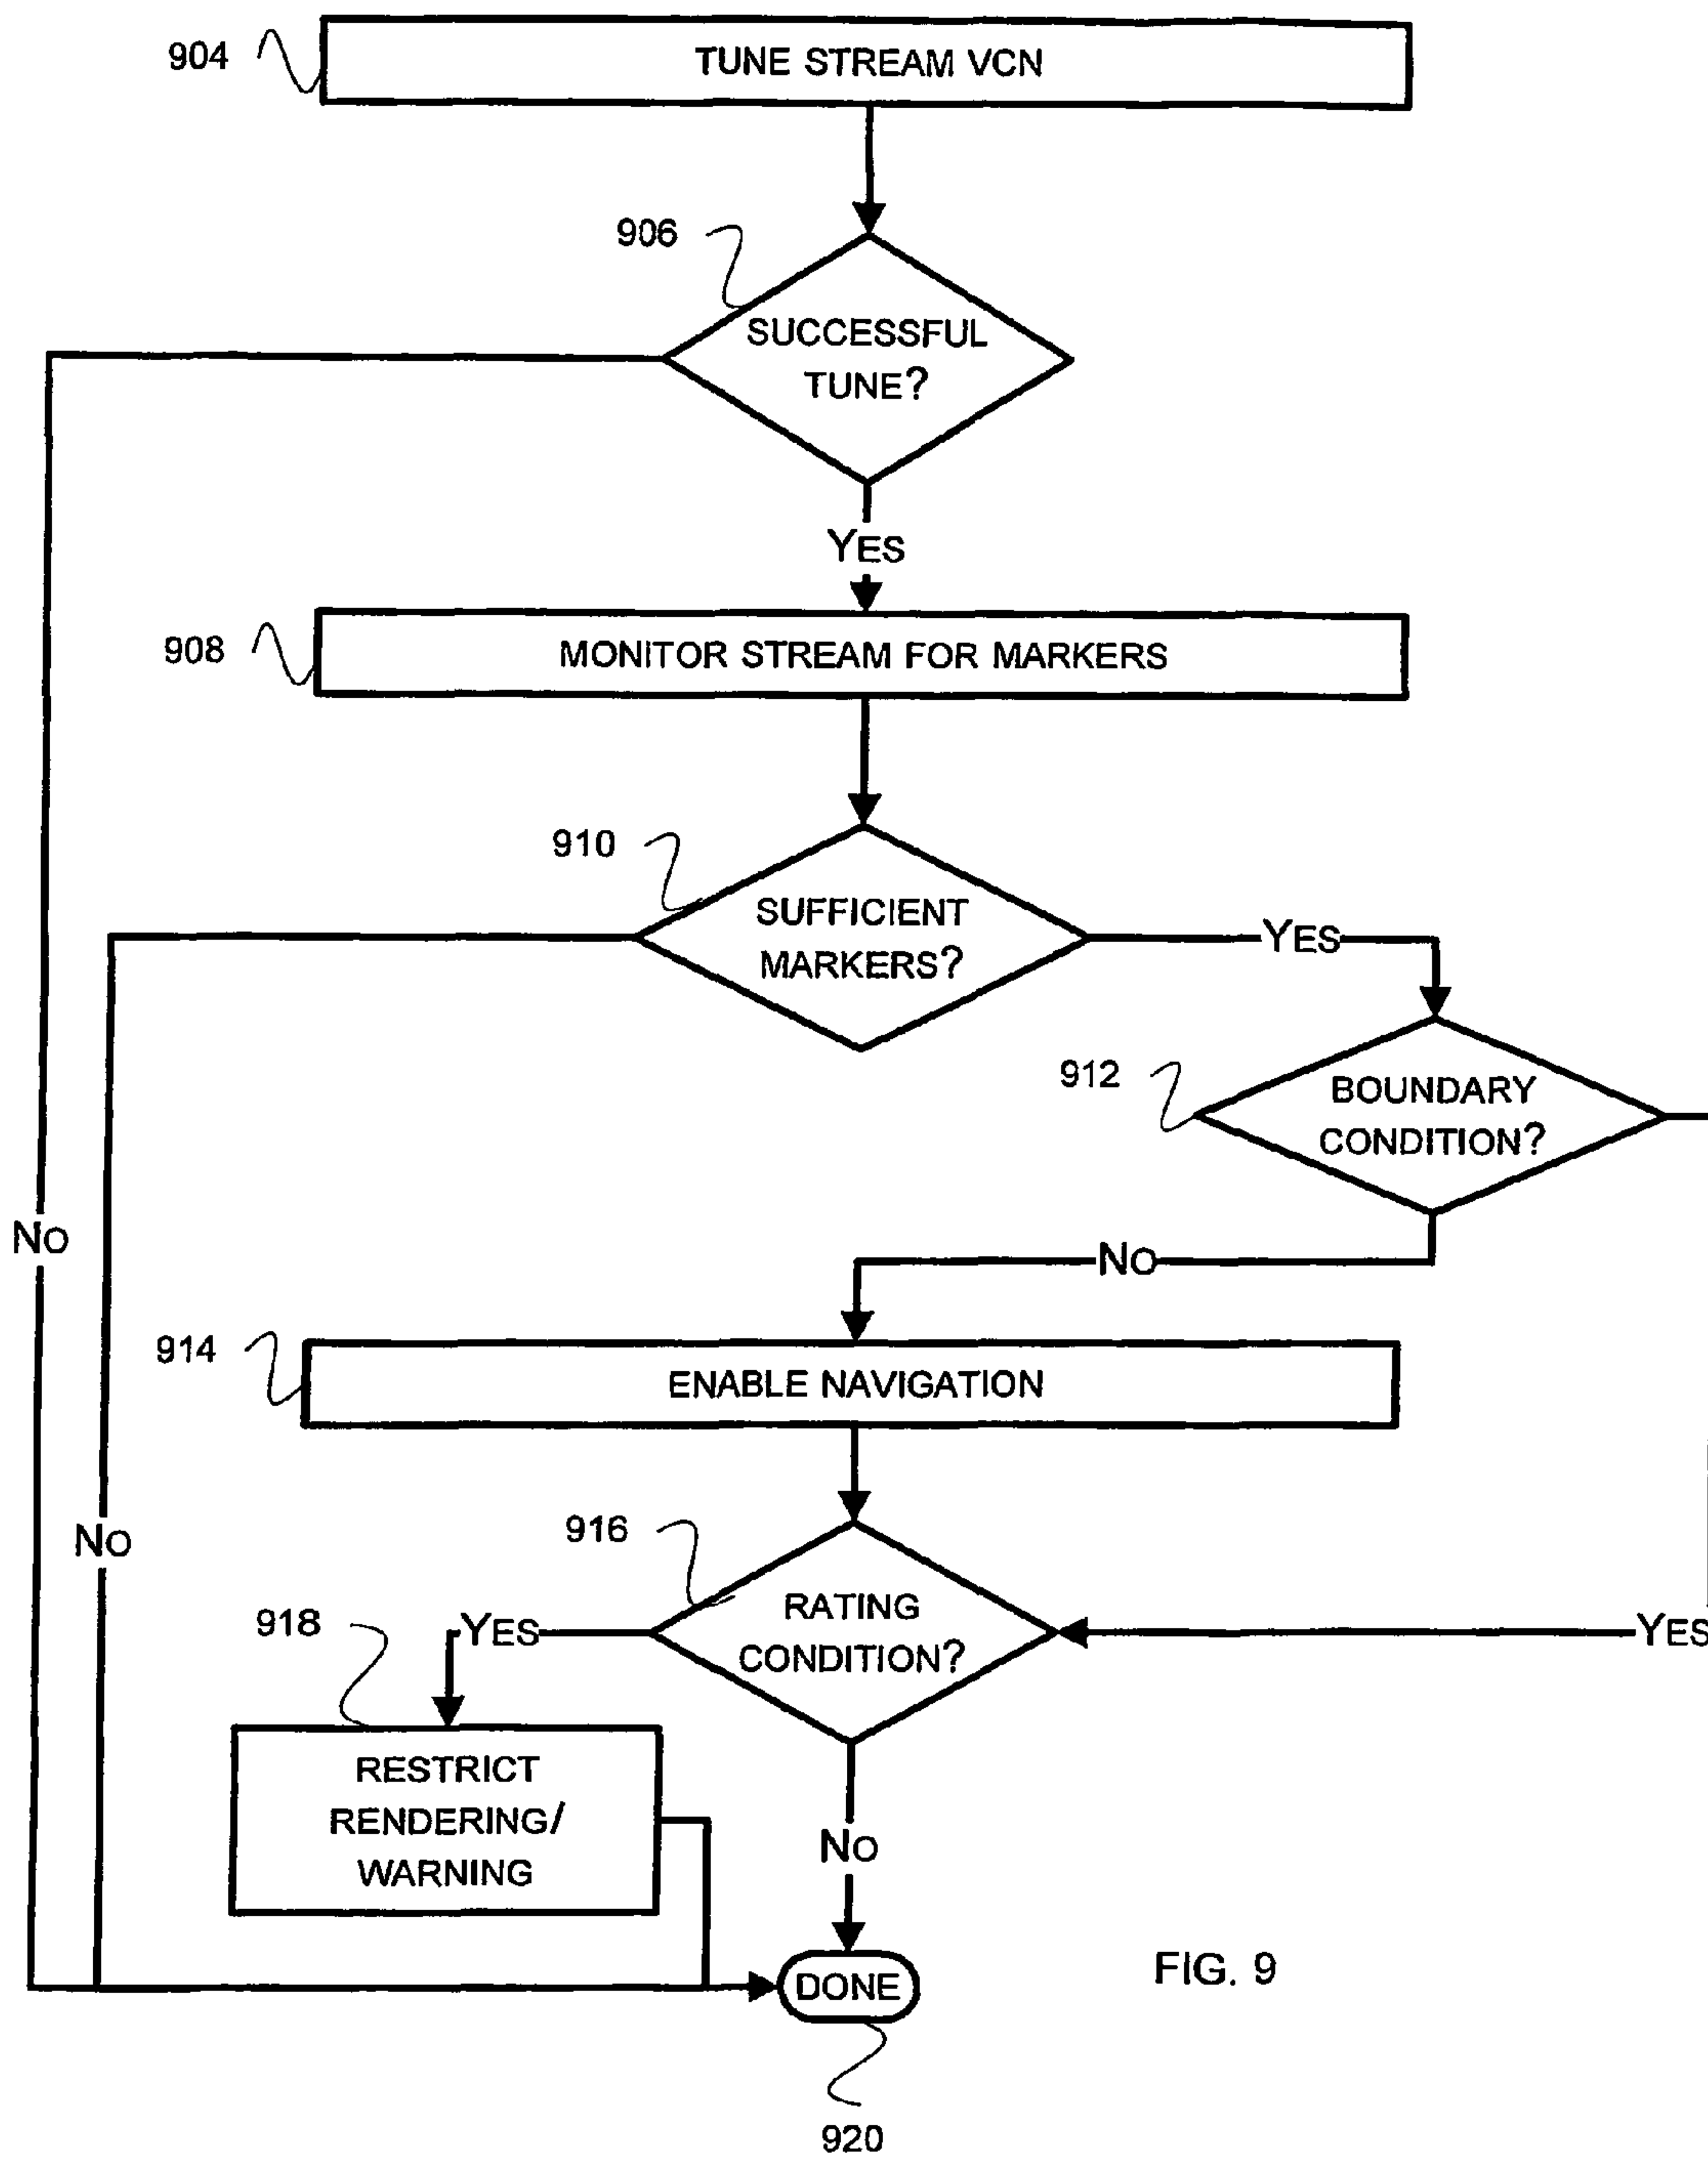 904
TUNE STREAM VCN
906
SUCCESSFUL
TUNE?
YES
908
MONITOR STREAM FOR MARKERS
910
SUFFICIENT
MARKERS?
YES
912
BOUNDARY
CONDITION?
NO
NO
914
ENABLE NAVIGATION
916
NO
RATING
CONDITION?
918
YES
YES
RESTRICT
RENDERING/
WARNING
NO
DONE
FIG. 9
920